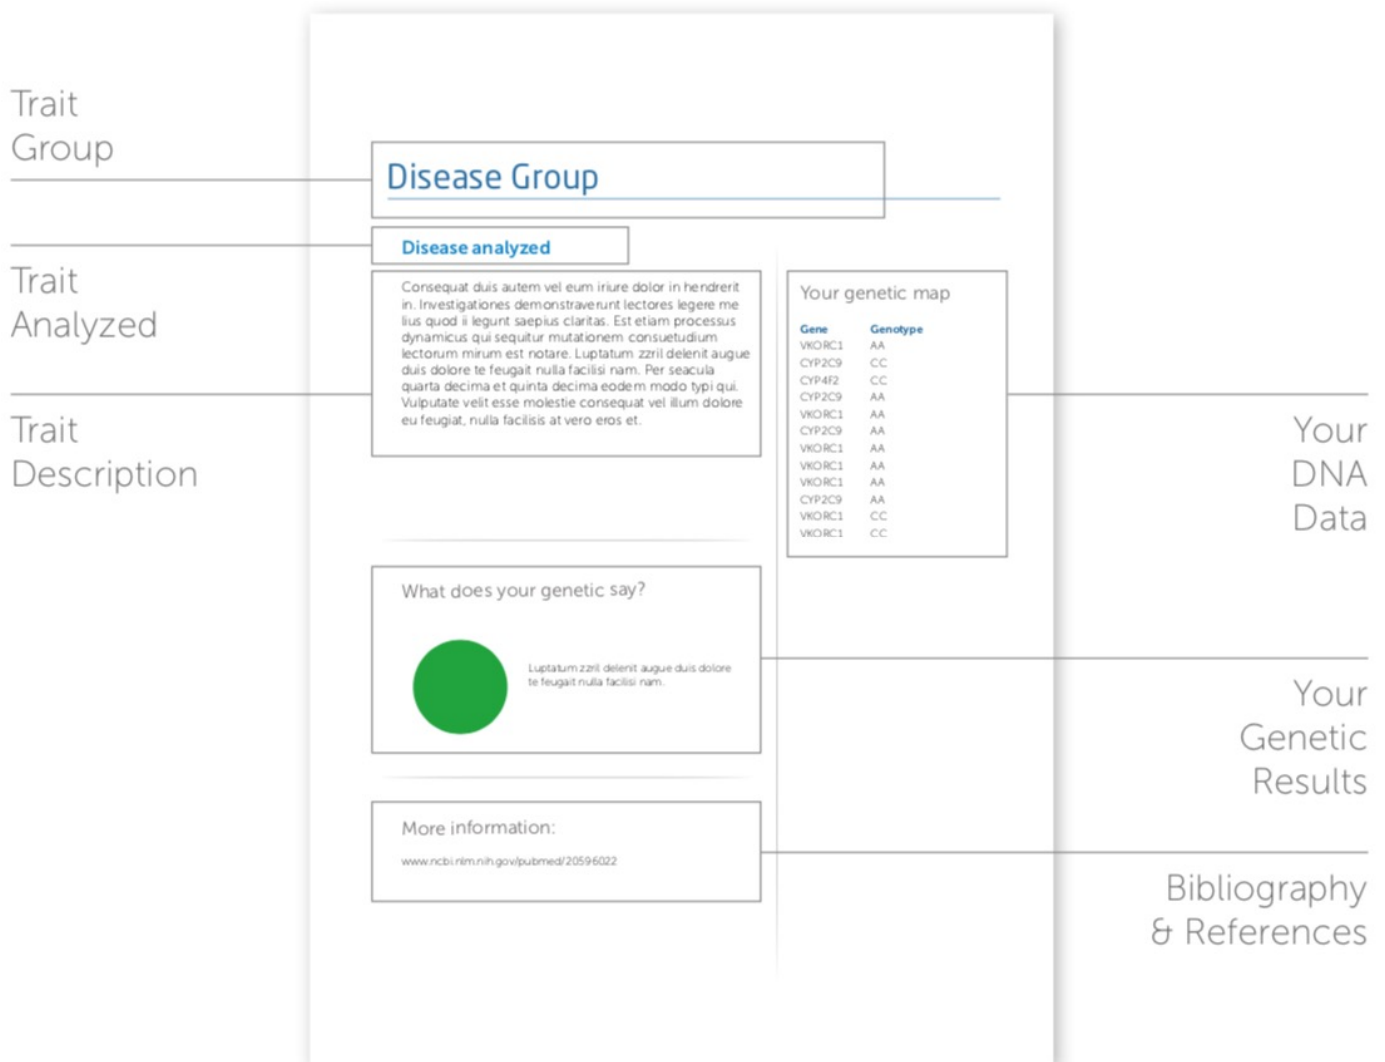 Trait
Group
Disease Group
Disease analyzed
Trait
Analyzed
Consequat duis autem vel eum iriure dolor in hendrerit
in. Investigationes demonstraverunt lectores legere me
lius quod ii legunt saepius claritas. Est etiam processus
dynamicus qui sequitur mutationem consuetudium
lectorum mirum est notare. Luptatum zzril delenit augue
duis dolore te feugait nulla facilisi nam. Per seacula
quarta decima et quinta decima eodem modo typi qui.
Vulputate velit esse molestie consequat vel illum dolore
eu feugiat, nulla facilisis at vero eros et.
Trait
Description
Your genetic map
Gene Genotype
VKORC1 AA
CYP2C9 CC
CYP4F2 CC
CYP2C9 AA
VKORC1 AA
CYP2C9 AA
VKORC1 AA
VKORC1 AA
VKORC1 AA
CYP2C9 AA
VKORC1 CC
VKORC1 CC
Your
DNA
Data
What does your genetic say?
Luptatum zzril delenit augue duis dolore
te feugait nulla facilisi nam.
Your
Genetic
Results
More information:
www.ncbi.nlm.nih.gov/pubmed/20596022
Bibliography
& References